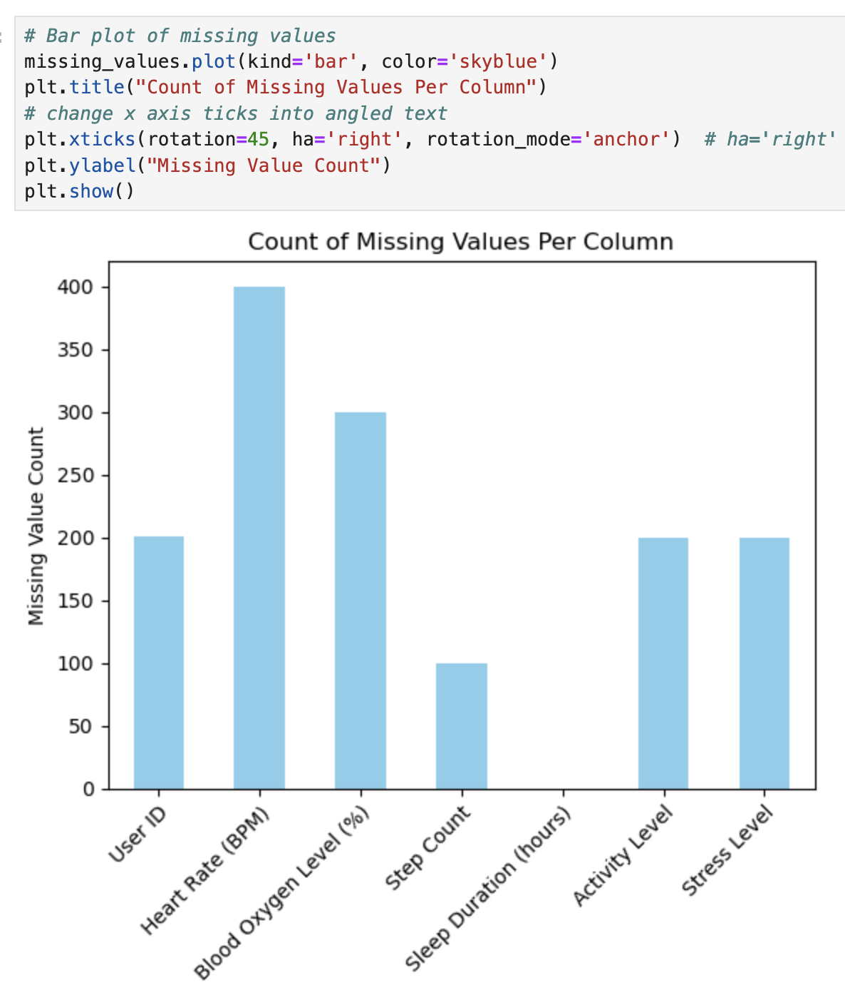 # Bar plot of missing values
missing_values.plot(kind='bar', color='skyblue')
plt.title("Count of Missing Values Per Column")
# change x axis ticks into angled text
plt.xticks(rotation=45, ha='right', rotation_mode='anchor')  # ha='right'
plt.ylabel("Missing Value Count")
plt.show()
Count of Missing Values Per Column
Missing Value Count
400
350
300
250
200
150
100
50
0
User ID
Heart Rate (BPM)
Blood Oxygen Level (%)
Step Count
Sleep Duration (hours)
Activity Level
Stress Level